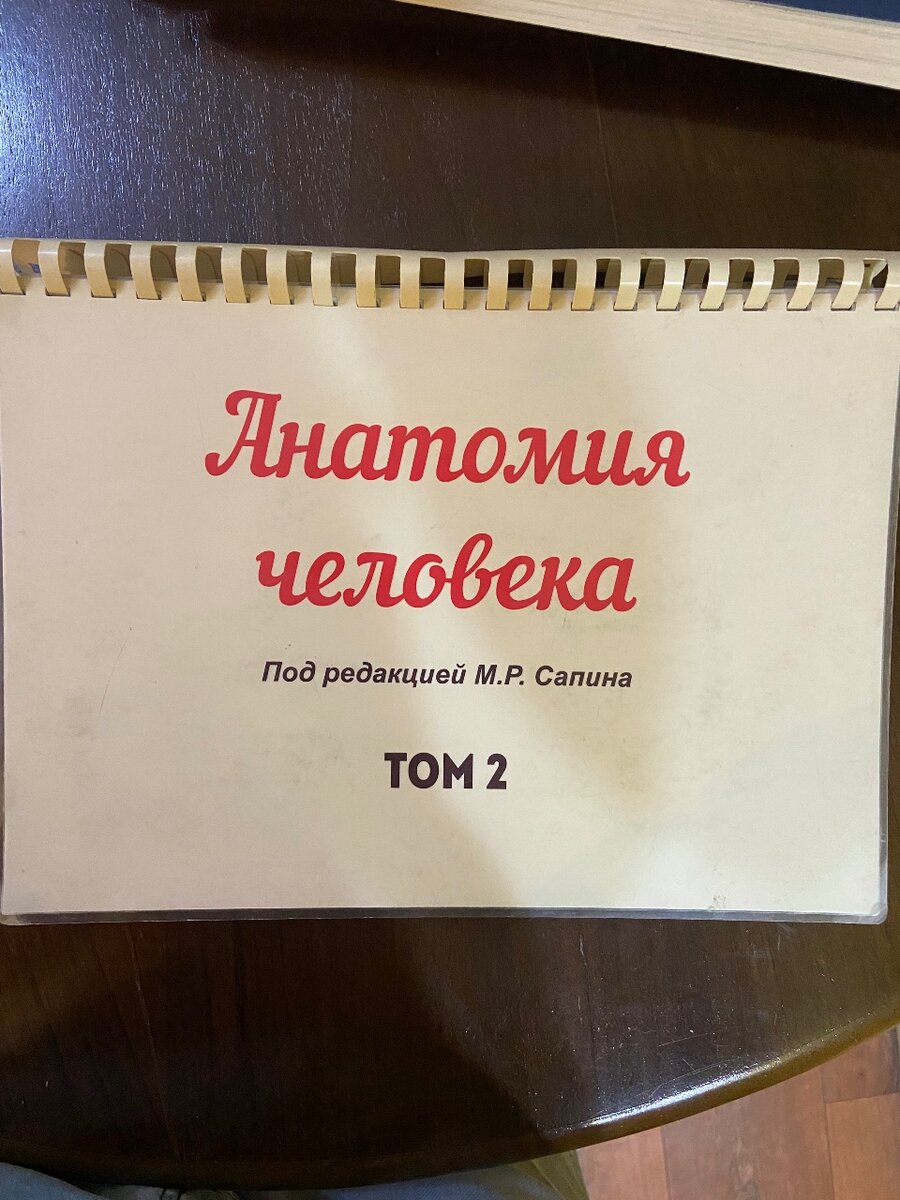 Анатомия
человека
Под редакцией М.Р. Сапина
ТОМ 2